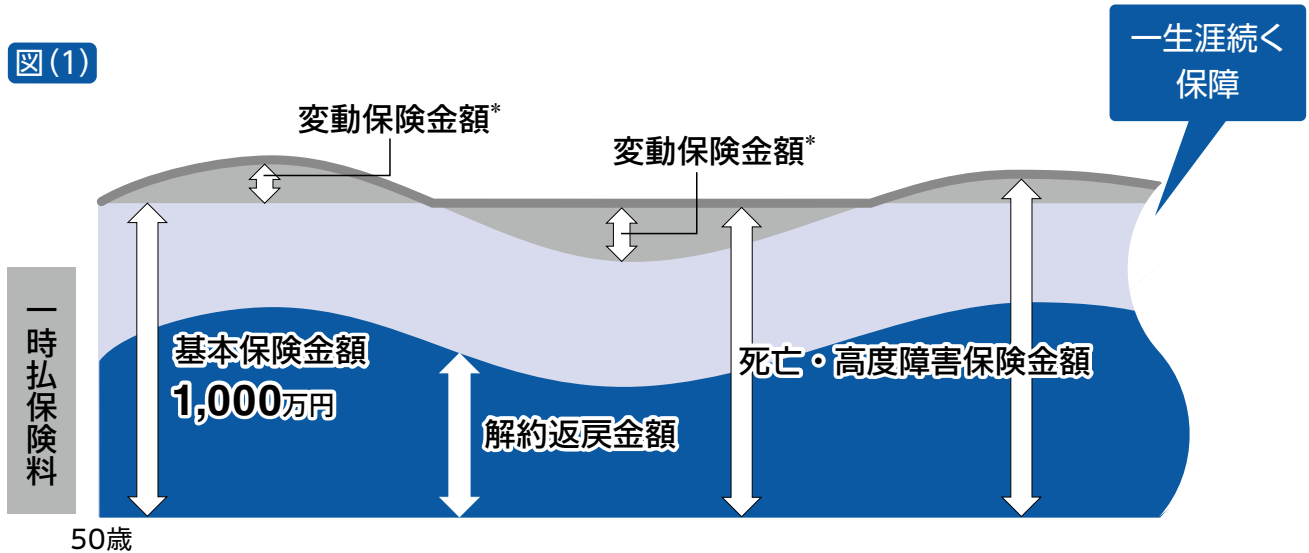 図(1)
一生涯続く
保障
変動保険金額*
変動保険金額*
一時払保険料
基本保険金額
1,000万円
解約返戻金額
死亡・高度障害保険金額
50歳